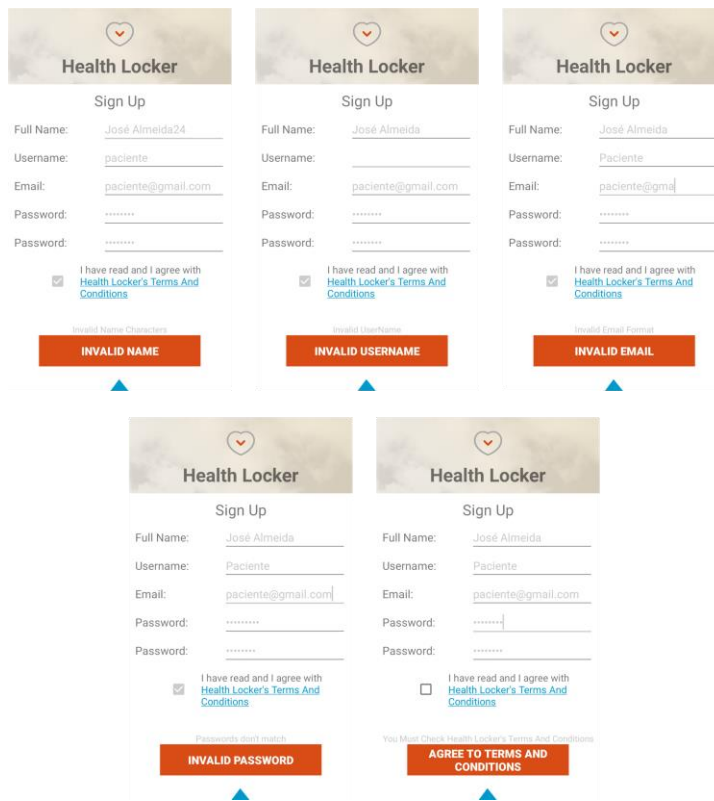 Health Locker
Sign Up
Full Name: José Almeida24
Username: paciente
Email: paciente@gmail.com
Password: ••••••••
Password: ••••••••
I have read and I agree with
Health Locker's Terms And
Conditions
Invalid Name Characters
INVALID NAME
Health Locker
Sign Up
Full Name: José Almeida
Username:
Email: paciente@gmail.com
Password: ••••••••
Password: ••••••••
I have read and I agree with
Health Locker's Terms And
Conditions
Invalid UserName
INVALID USERNAME
Health Locker
Sign Up
Full Name: José Almeida
Username: Paciente
Email: paciente@gma
Password: ••••••••
Password: ••••••••
I have read and I agree with
Health Locker's Terms And
Conditions
Invalid Email Format
INVALID EMAIL
Health Locker
Sign Up
Full Name: José Almeida
Username: Paciente
Email: paciente@gmail.com
Password: •••••••••
Password: ••••••••
I have read and I agree with
Health Locker's Terms And
Conditions
Passwords don't match
INVALID PASSWORD
Health Locker
Sign Up
Full Name: José Almeida
Username: Paciente
Email: paciente@gmail.com
Password: ••••••••
Password: ••••••••
I have read and I agree with
Health Locker's Terms And
Conditions
You Must Check Health Locker's Terms And Conditions
AGREE TO TERMS AND
CONDITIONS